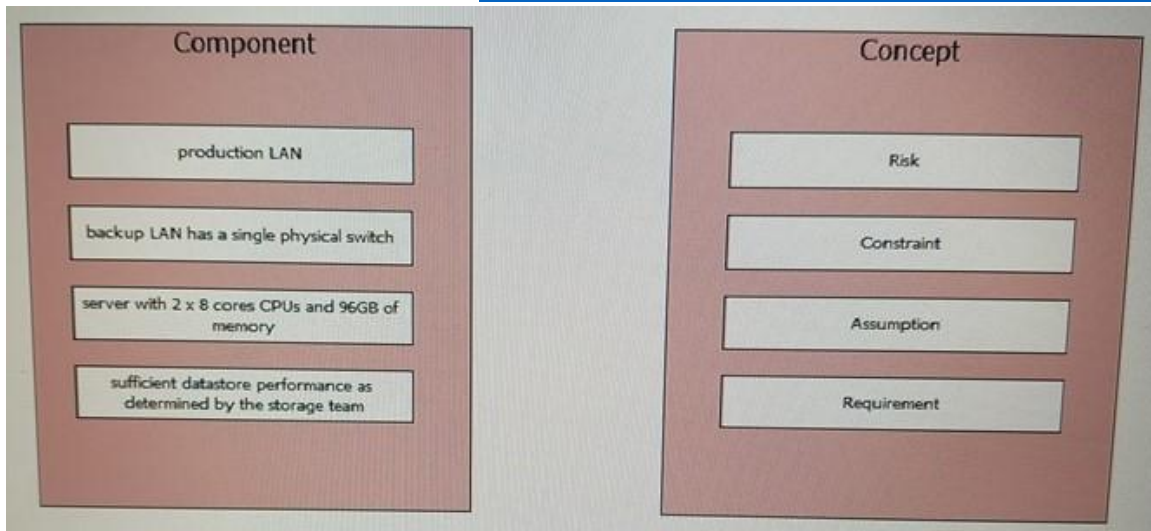 Component
production LAN
backup LAN has a single physical switch
server with 2 x 8 cores CPUs and 96GB of
memory
sufficient datastore performance as
determined by the storage team
Concept
Risk
Constraint
Assumption
Requirement